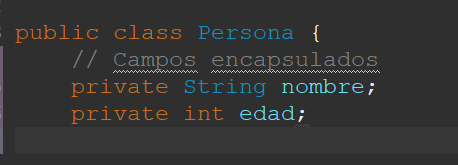 public class Persona {
// Campos encapsulados
private String nombre;
private int edad;